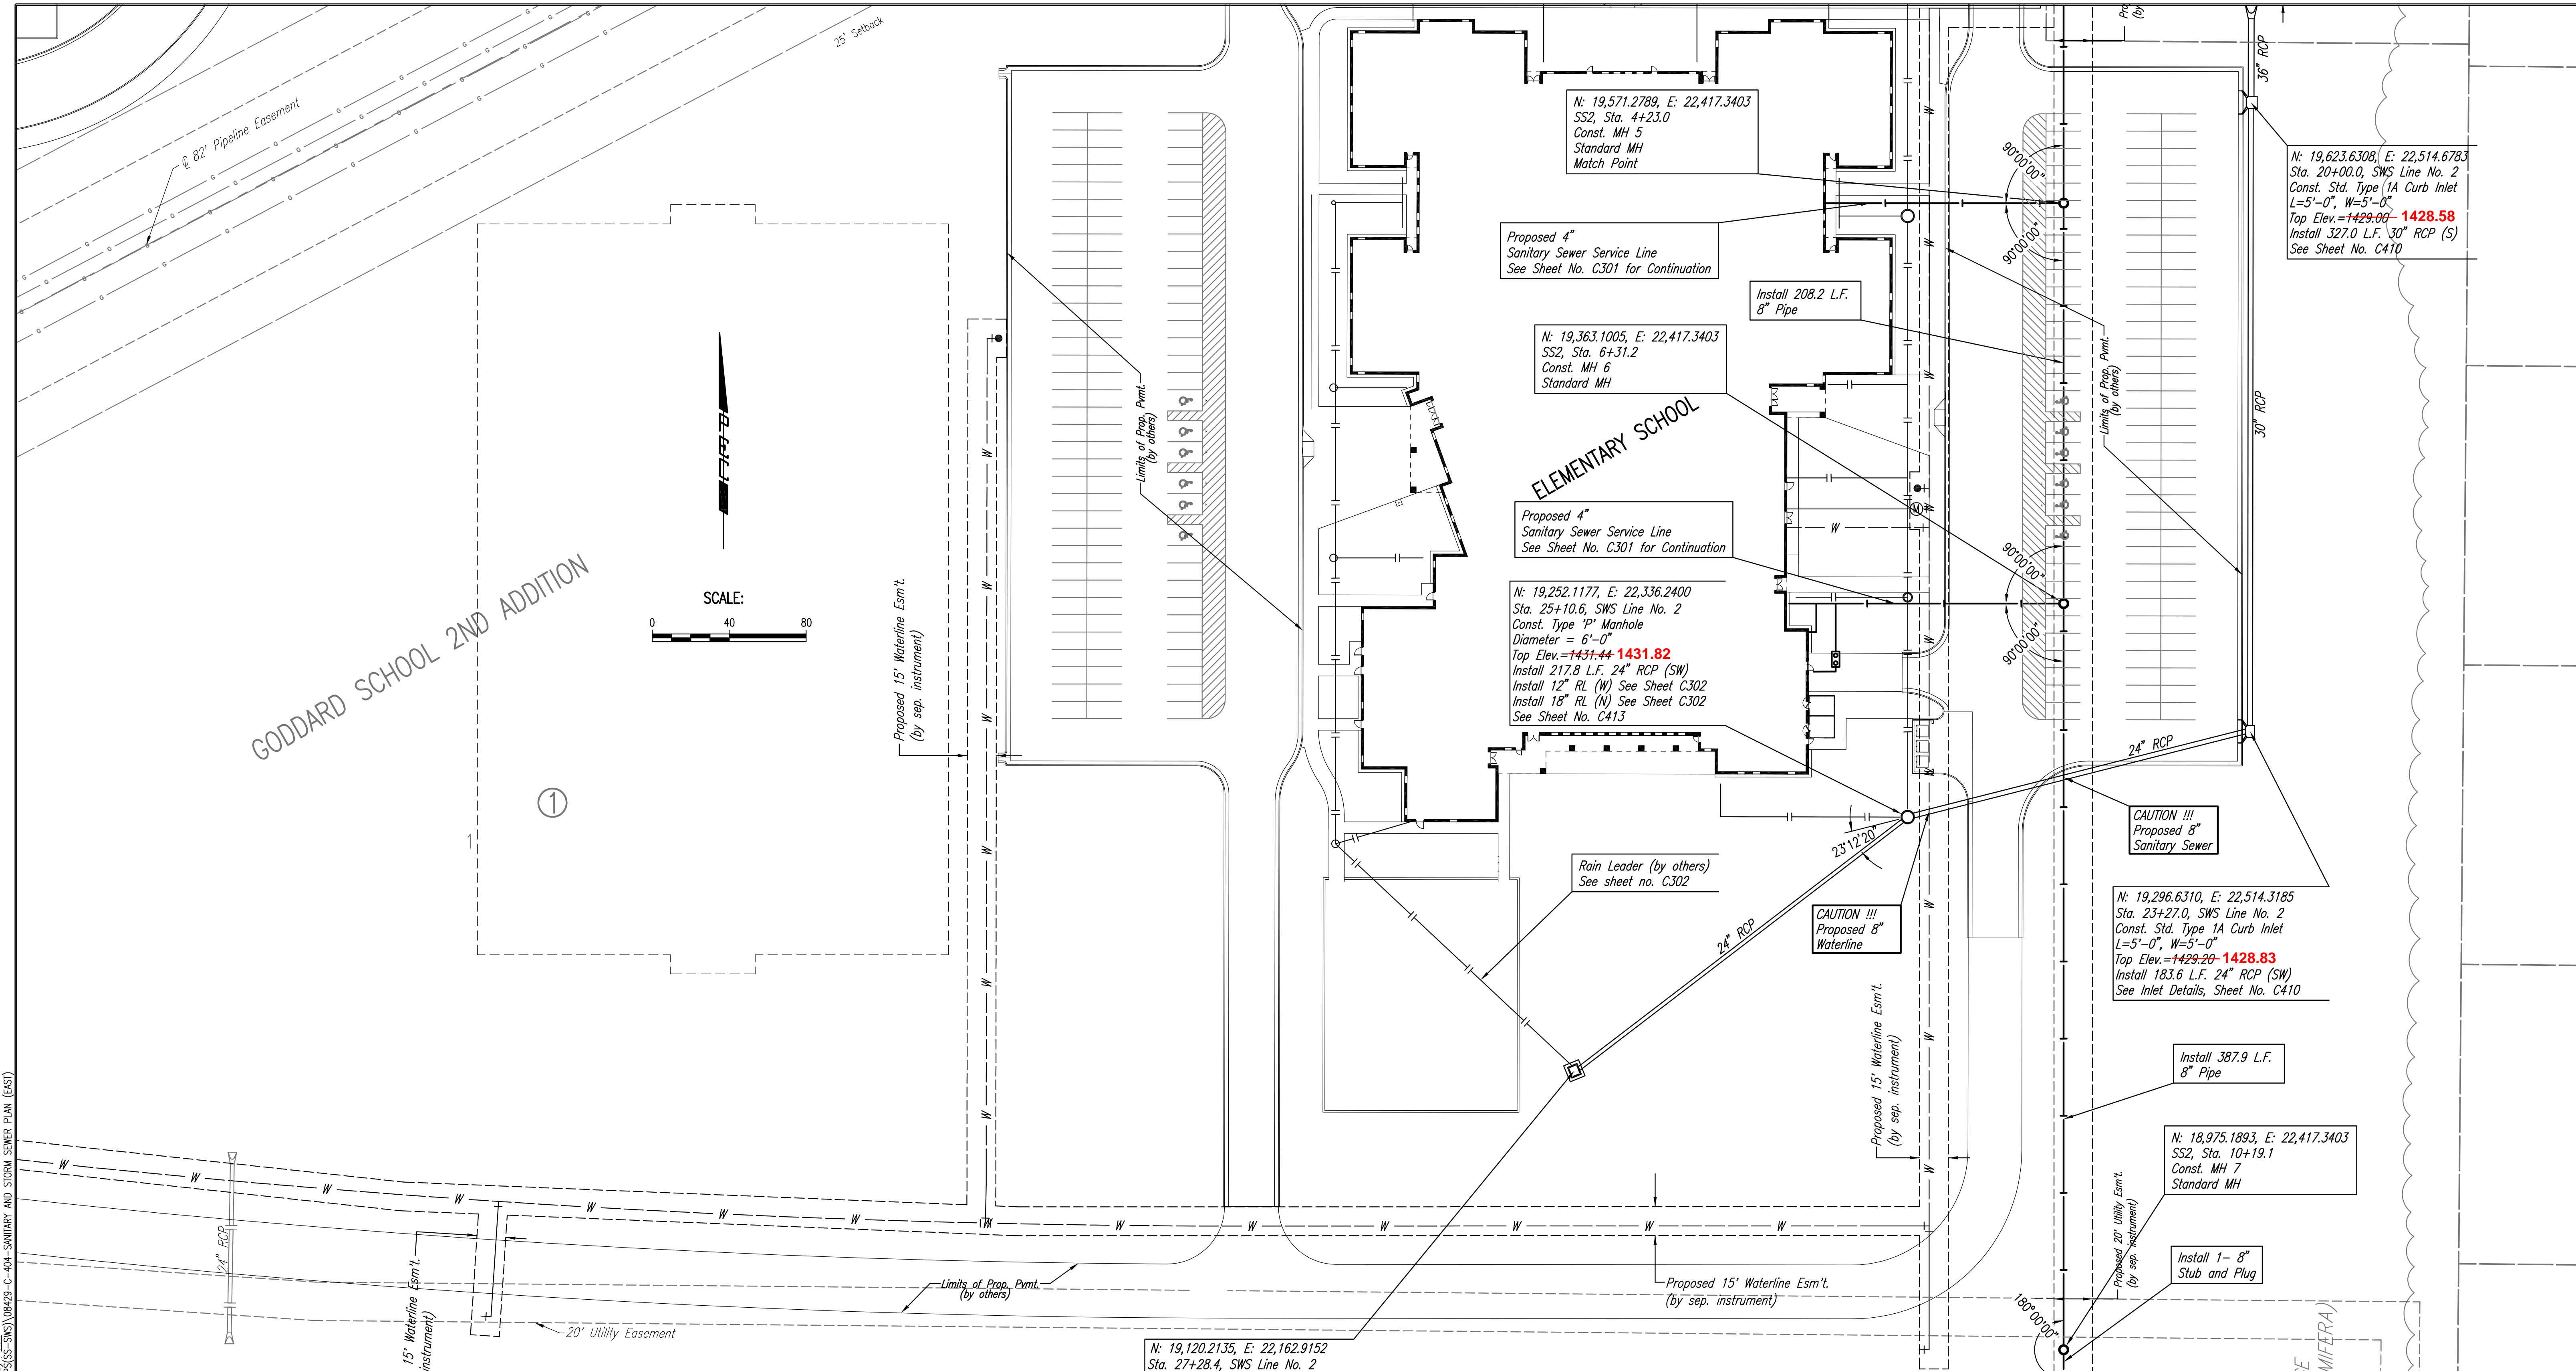 25' Setback
℄ 82' Pipeline Easement
36" RCP
N: 19,571.2789, E: 22,417.3403
SS2, Sta. 4+23.0
Const. MH 5
Standard MH
Match Point
90°00'00"
90°00'00"
N: 19,623.6308, E: 22,514.6783
Sta. 20+00.0, SWS Line No. 2
Const. Std. Type 1A Curb Inlet
L=5'-0", W=5'-0"
Top Elev.=1429.00 1428.58
Install 327.0 L.F. 30" RCP (S)
See Sheet No. C410
Proposed 4"
Sanitary Sewer Service Line
See Sheet No. C301 for Continuation
Install 208.2 L.F.
8" Pipe
N: 19,363.1005, E: 22,417.3403
SS2, Sta. 6+31.2
Const. MH 6
Standard MH
Limits of Prop. Pvmt.
(by others)
Limits of Prop. Pvmt.
(by others)
30" RCP
ELEMENTARY SCHOOL
Proposed 4"
Sanitary Sewer Service Line
See Sheet No. C301 for Continuation
90°00'00"
90°00'00"
GODDARD SCHOOL 2ND ADDITION
SCALE:
0 40 80
Proposed 15' Waterline Esm't.
(by sep. instrument)
N: 19,252.1177, E: 22,336.2400
Sta. 25+10.6, SWS Line No. 2
Const. Type 'P' Manhole
Diameter = 6'-0"
Top Elev.=1431.44 1431.82
Install 217.8 L.F. 24" RCP (SW)
Install 12" RL (W) See Sheet C302
Install 18" RL (N) See Sheet C302
See Sheet No. C413
1
1
24" RCP
CAUTION !!!
Proposed 8"
Sanitary Sewer
23°12'20"
Rain Leader (by others)
See sheet no. C302
24" RCP
CAUTION !!!
Proposed 8"
Waterline
N: 19,296.6310, E: 22,514.3185
Sta. 23+27.0, SWS Line No. 2
Const. Std. Type 1A Curb Inlet
L=5'-0", W=5'-0"
Top Elev.=1429.20 1428.83
Install 183.6 L.F. 24" RCP (SW)
See Inlet Details, Sheet No. C410
Proposed 15' Waterline Esm't.
(by sep. instrument)
Install 387.9 L.F.
8" Pipe
N: 18,975.1893, E: 22,417.3403
SS2, Sta. 10+19.1
Const. MH 7
Standard MH
Proposed 20' Utility Esm't.
(by sep. instrument)
Install 1- 8"
Stub and Plug
180°00'00"
24" RCP
15' Waterline Esm't.
instrument)
Limits of Prop. Pvmt.
(by others)
20' Utility Easement
Proposed 15' Waterline Esm't.
(by sep. instrument)
N: 19,120.2135, E: 22,162.9152
Sta. 27+28.4, SWS Line No. 2
(SS-SWS)\08429-C-404-SANITARY AND STORM SEWER PLAN (EAST)